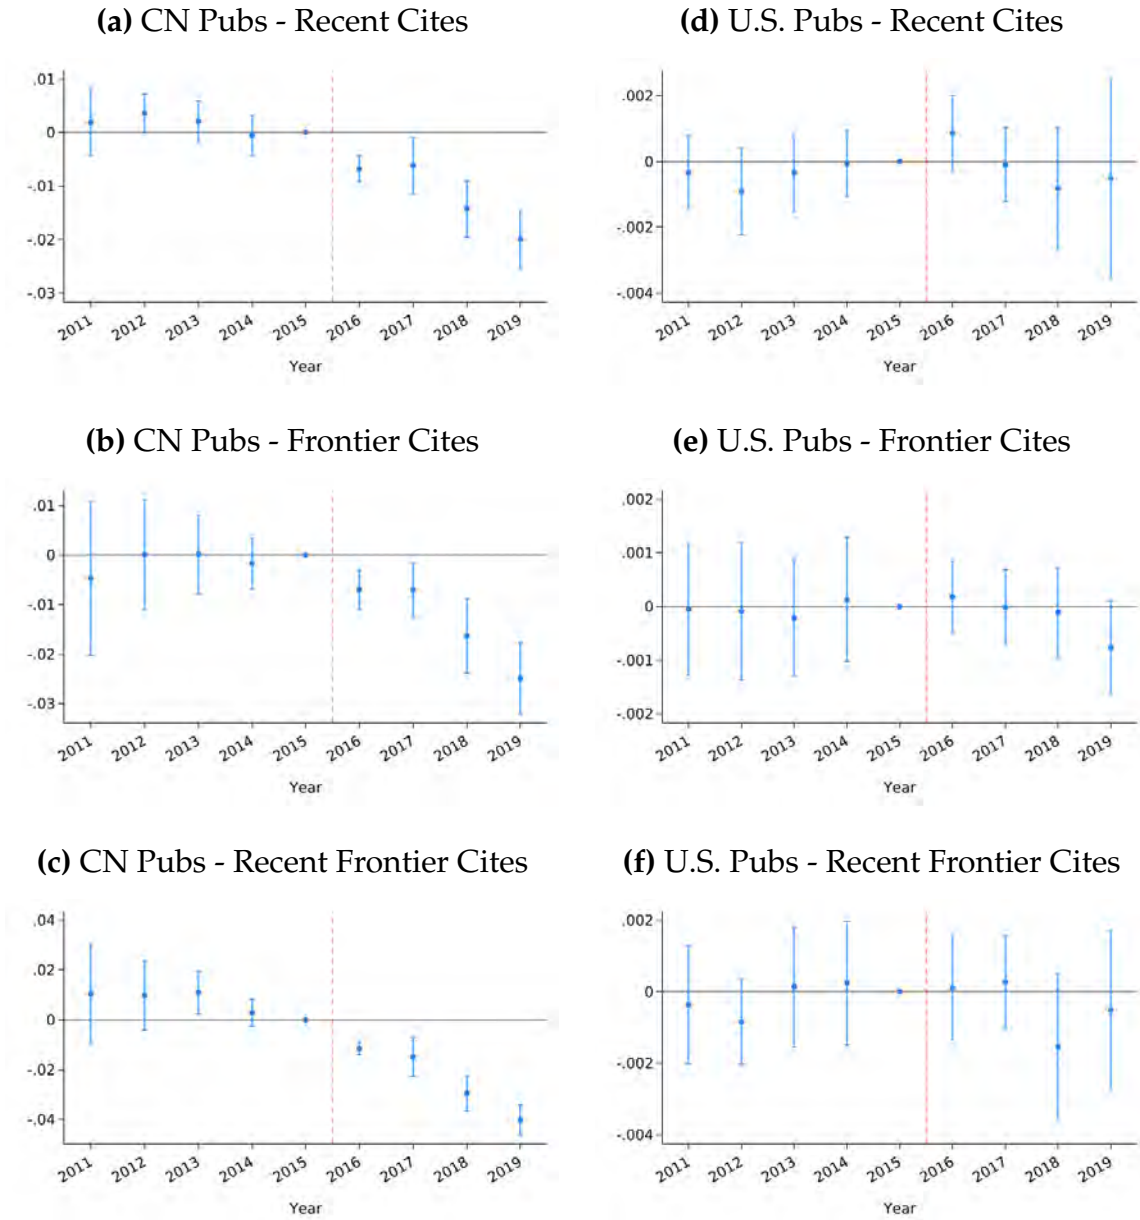 (a) CN Pubs - Recent Cites
.01
0
-.01
-.02
-.03
2011 2012 2013 2014 2015 2016 2017 2018 2019
Year
(d) U.S. Pubs - Recent Cites
.002
0
-.002
-.004
2011 2012 2013 2014 2015 2016 2017 2018 2019
Year
(b) CN Pubs - Frontier Cites
.01
0
-.01
-.02
-.03
2011 2012 2013 2014 2015 2016 2017 2018 2019
Year
(e) U.S. Pubs - Frontier Cites
.002
.001
0
-.001
-.002
2011 2012 2013 2014 2015 2016 2017 2018 2019
Year
(c) CN Pubs - Recent Frontier Cites
.04
.02
0
-.02
-.04
2011 2012 2013 2014 2015 2016 2017 2018 2019
Year
(f) U.S. Pubs - Recent Frontier Cites
.002
0
-.002
-.004
2011 2012 2013 2014 2015 2016 2017 2018 2019
Year